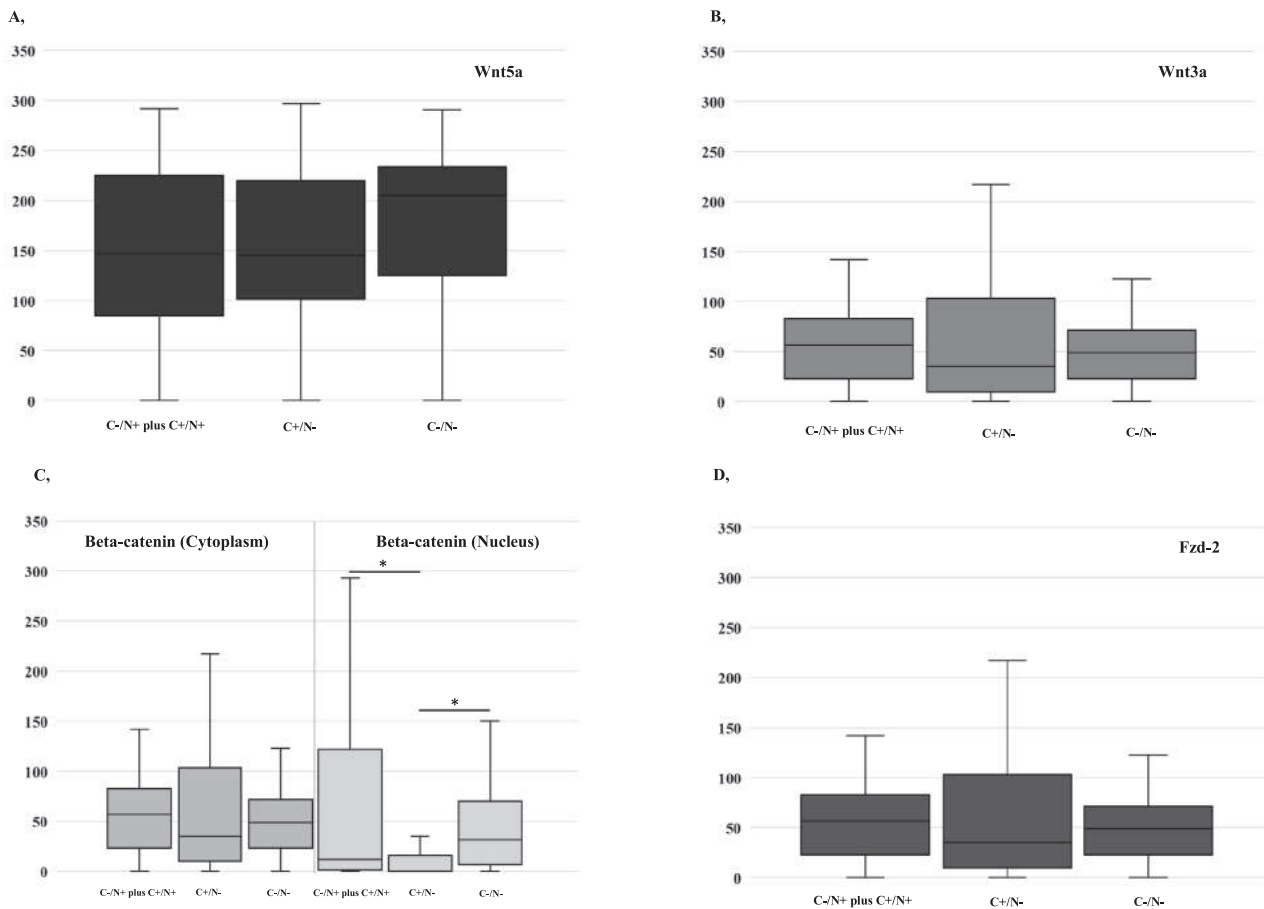 A,
Wnt5a
350
300
250
200
150
100
50
0
C-/N+ plus C+/N+ C+/N- C-/N-
B,
Wnt3a
350
300
250
200
150
100
50
0
C-/N+ plus C+/N+ C+/N- C-/N-
C,
Beta-catenin (Cytoplasm) Beta-catenin (Nucleus)
350
300
250
200
150
100
50
0
*
*
C-/N+ plus C+/N+ C+/N- C-/N- C-/N+ plus C+/N+ C+/N- C-/N-
D,
Fzd-2
350
300
250
200
150
100
50
0
C-/N+ plus C+/N+ C+/N- C-/N-